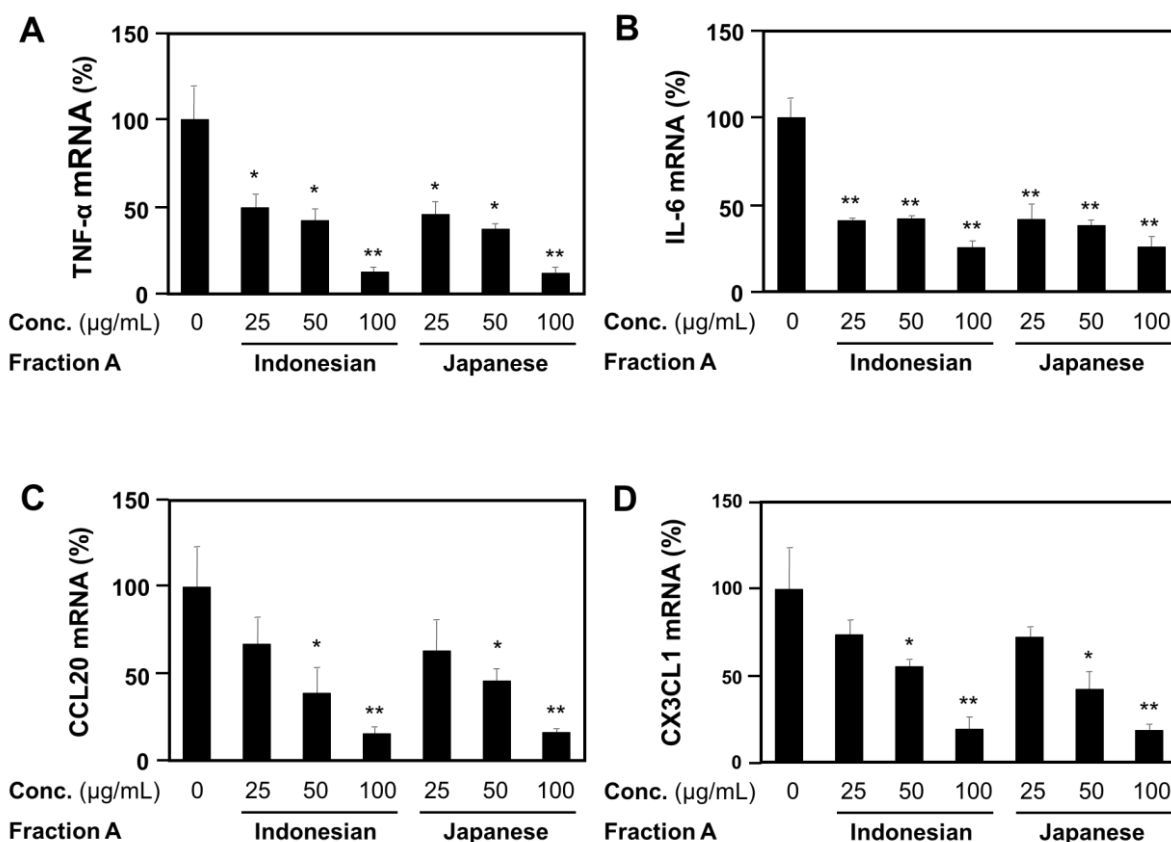 A
TNF-α mRNA (%)
150
100
50
0
* * ** * * **
Conc. (µg/mL) 0 25 50 100 25 50 100
Fraction A Indonesian Japanese
B
IL-6 mRNA (%)
150
100
50
0
** ** ** ** ** **
Conc. (µg/mL) 0 25 50 100 25 50 100
Fraction A Indonesian Japanese
C
CCL20 mRNA (%)
150
100
50
0
* ** * **
Conc. (µg/mL) 0 25 50 100 25 50 100
Fraction A Indonesian Japanese
D
CX3CL1 mRNA (%)
150
100
50
0
* ** * **
Conc. (µg/mL) 0 25 50 100 25 50 100
Fraction A Indonesian Japanese